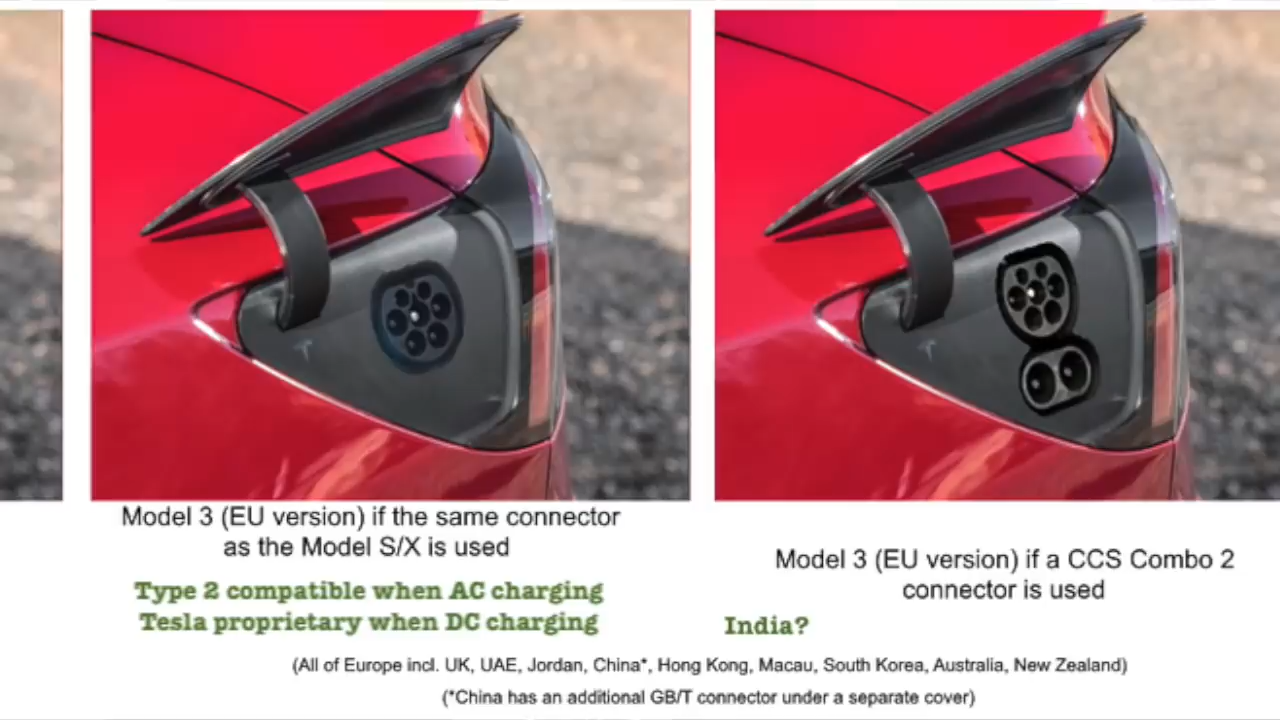 Model 3 (EU version) if the same connector
as the Model S/X is used
Type 2 compatible when AC charging
Tesla proprietary when DC charging
Model 3 (EU version) if a CCS Combo 2
connector is used
India?
(All of Europe incl. UK, UAE, Jordan, China*, Hong Kong, Macau, South Korea, Australia, New Zealand)
(*China has an additional GB/T connector under a separate cover)